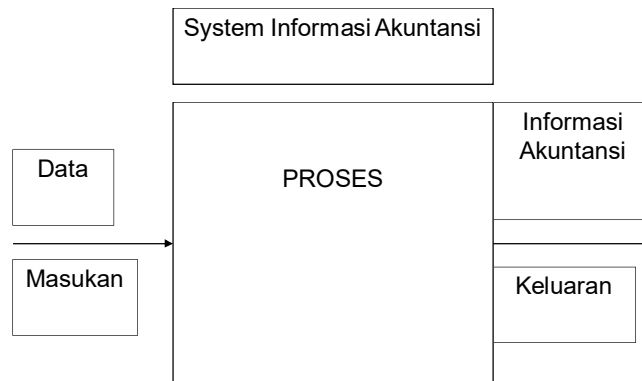 System Informasi Akuntansi
Informasi
Akuntansi
Data
PROSES
Masukan
Keluaran